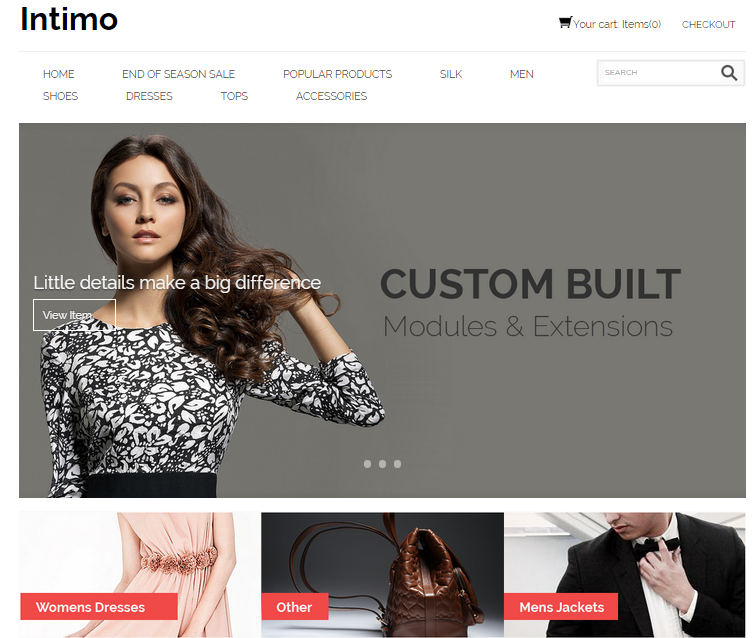 Intimo
Your cart: Items(0) CHECKOUT
HOME END OF SEASON SALE POPULAR PRODUCTS SILK MEN
SEARCH
SHOES DRESSES TOPS ACCESSORIES
Little details make a big difference
View Item
CUSTOM BUILT
Modules & Extensions
Womens Dresses
Other
Mens Jackets